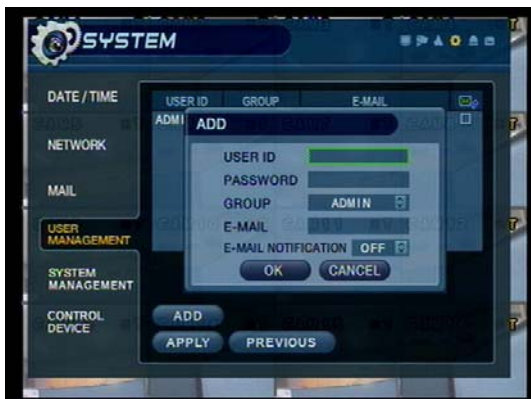 SYSTEM
DATE / TIME
NETWORK
MAIL
USER MANAGEMENT
SYSTEM MANAGEMENT
CONTROL DEVICE
USER ID GROUP E-MAIL
ADMI
ADD
USER ID
PASSWORD
GROUP ADMIN
E-MAIL
E-MAIL NOTIFICATION OFF
OK CANCEL
ADD
APPLY PREVIOUS